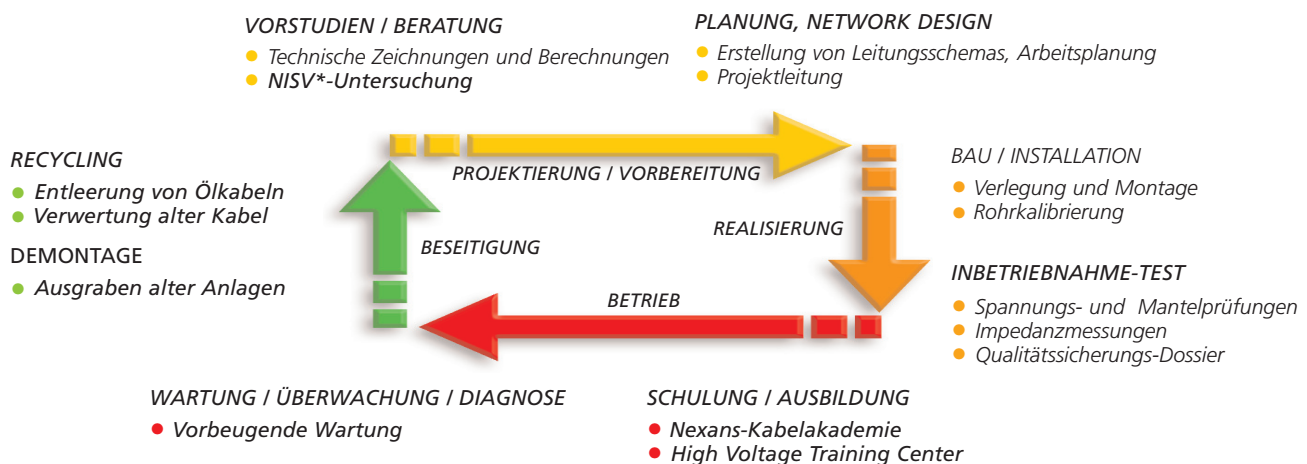 VORSTUDIEN / BERATUNG
Technische Zeichnungen und Berechnungen
NISV*-Untersuchung
PLANUNG, NETWORK DESIGN
Erstellung von Leitungsschemas, Arbeitsplanung
Projektleitung
PROJEKTIERUNG / VORBEREITUNG
BAU / INSTALLATION
Verlegung und Montage
Rohrkalibrierung
REALISIERUNG
INBETRIEBNAHME-TEST
Spannungs- und Mantelprüfungen
Impedanzmessungen
Qualitätssicherungs-Dossier
BETRIEB
SCHULUNG / AUSBILDUNG
Nexans-Kabelakademie
High Voltage Training Center
WARTUNG / ÜBERWACHUNG / DIAGNOSE
Vorbeugende Wartung
BESEITIGUNG
RECYCLING
Entleerung von Ölkabeln
Verwertung alter Kabel
DEMONTAGE
Ausgraben alter Anlagen